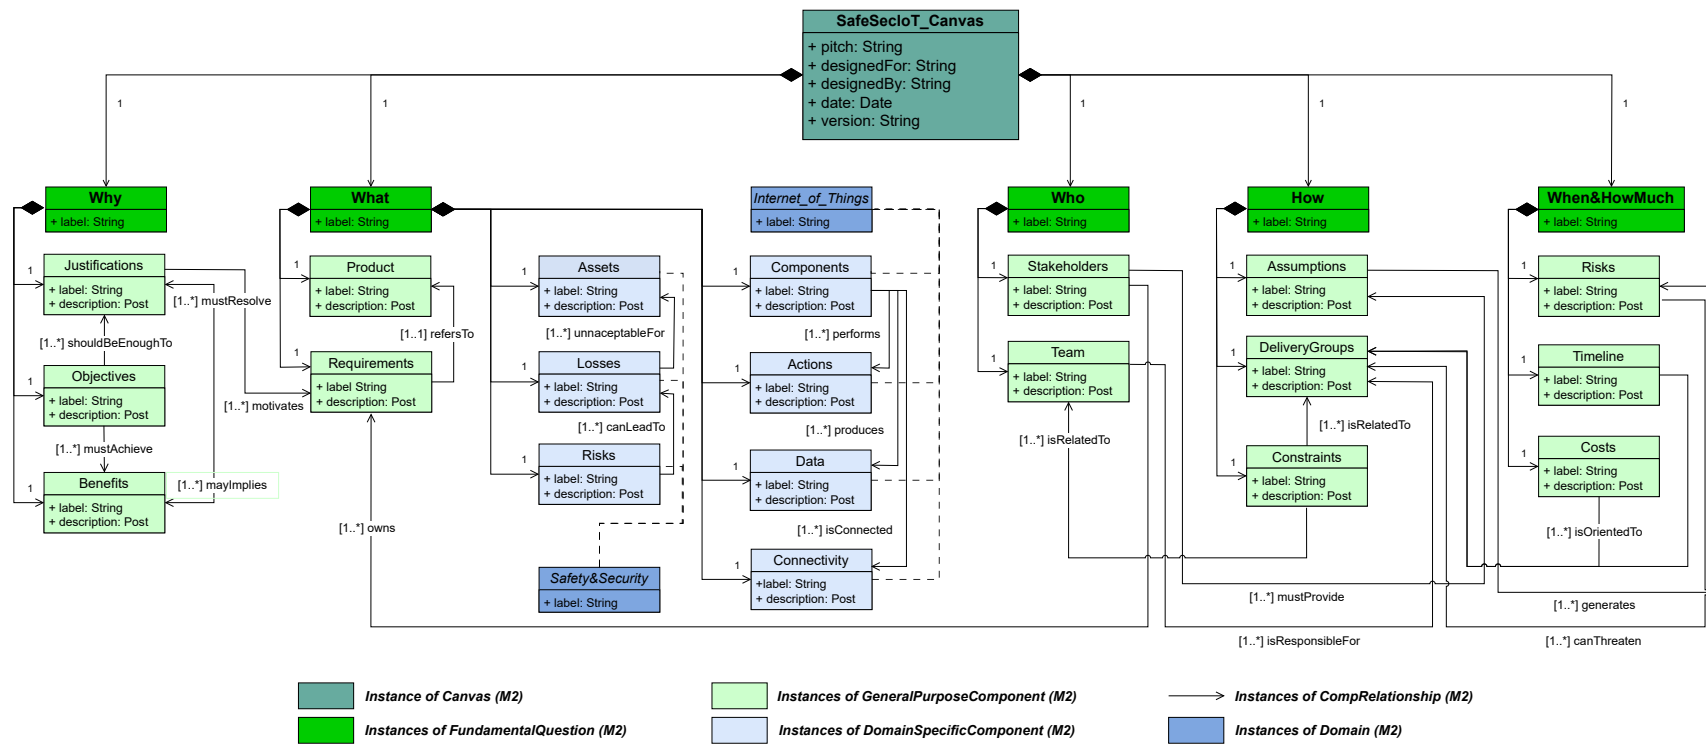 SafeSecIoT_Canvas
+ pitch: String
+ designedFor: String
+ designedBy: String
+ date: Date
+ version: String
1
1
1
1
1
Why
+ label: String
What
+ label: String
Internet_of_Things
+ label: String
Who
+ label: String
How
+ label: String
When&HowMuch
+ label: String
1
Justifications
+ label: String
+ description: Post
[1..*] mustResolve
[1..*] shouldBeEnoughTo
1
Objectives
+ label: String
+ description: Post
[1..*] motivates
[1..*] mustAchieve
1
Benefits
+ label: String
+ description: Post
[1..*] mayImplies
1
Product
+ label: String
+ description: Post
[1..1] refersTo
1
Requirements
+ label String
+ description: Post
[1..*] owns
1
Assets
+ label: String
+ description: Post
[1..*] unnaceptableFor
1
Losses
+ label: String
+ description: Post
[1..*] canLeadTo
1
Risks
+ label: String
+ description: Post
Safety&Security
+ label: String
1
Components
+ label: String
+ description: Post
[1..*] performs
1
Actions
+ label: String
+ description: Post
[1..*] produces
1
Data
+ label: String
+ description: Post
[1..*] isConnected
1
Connectivity
+label: String
+ description: Post
1
Stakeholders
+ label: String
+ description: Post
1
Team
+ label: String
+ description: Post
[1..*] isRelatedTo
1
Assumptions
+ label: String
+ description: Post
1
DeliveryGroups
+ label: String
+ description: Post
[1..*] isRelatedTo
1
Constraints
+ label: String
+ description: Post
[1..*] mustProvide
[1..*] isResponsibleFor
1
Risks
+ label: String
+ description: Post
1
Timeline
+ label: String
+ description: Post
1
Costs
+ label: String
+ description: Post
[1..*] isOrientedTo
[1..*] generates
[1..*] canThreaten
Instance of Canvas (M2)
Instances of GeneralPurposeComponent (M2)
Instances of CompRelationship (M2)
Instances of FundamentalQuestion (M2)
Instances of DomainSpecificComponent (M2)
Instances of Domain (M2)